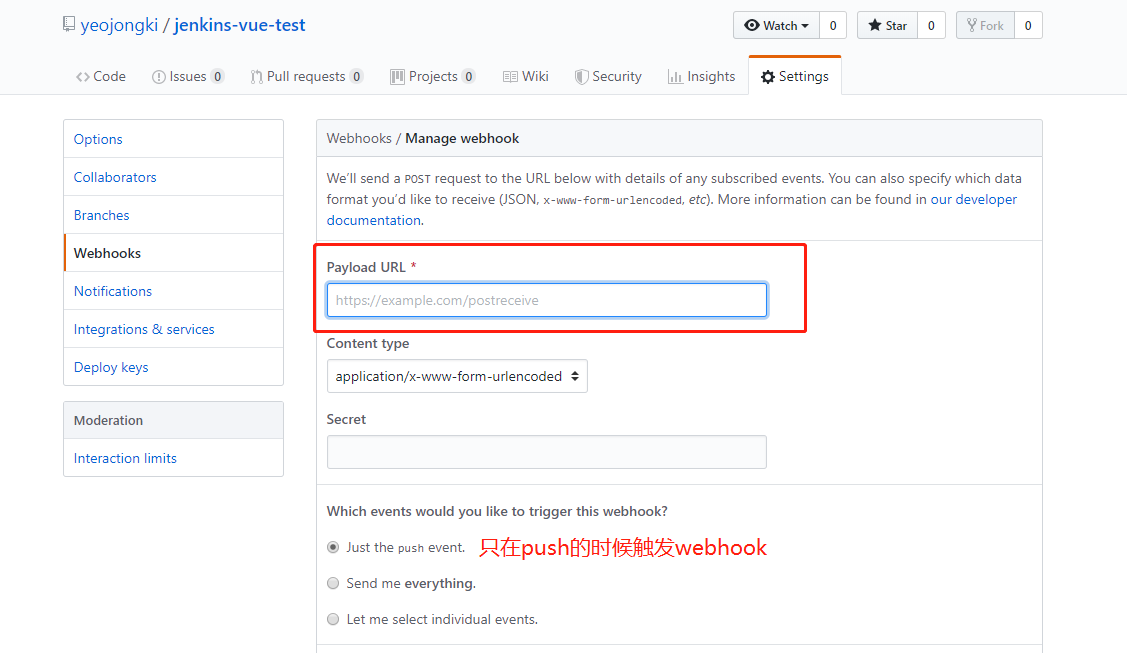 yeojongki / jenkins-vue-test
Watch 0 Star 0 Fork 0
Code Issues 0 Pull requests 0 Projects 0 Wiki Security Insights Settings
Options
Collaborators
Branches
Webhooks
Notifications
Integrations & services
Deploy keys
Moderation
Interaction limits
Webhooks / Manage webhook
We’ll send a POST request to the URL below with details of any subscribed events. You can also specify which data
format you’d like to receive (JSON, x-www-form-urlencoded, etc). More information can be found in our developer
documentation.
Payload URL *
https://example.com/postreceive
Content type
application/x-www-form-urlencoded
Secret
Which events would you like to trigger this webhook?
Just the push event. 只在push的时候触发webhook
Send me everything.
Let me select individual events.